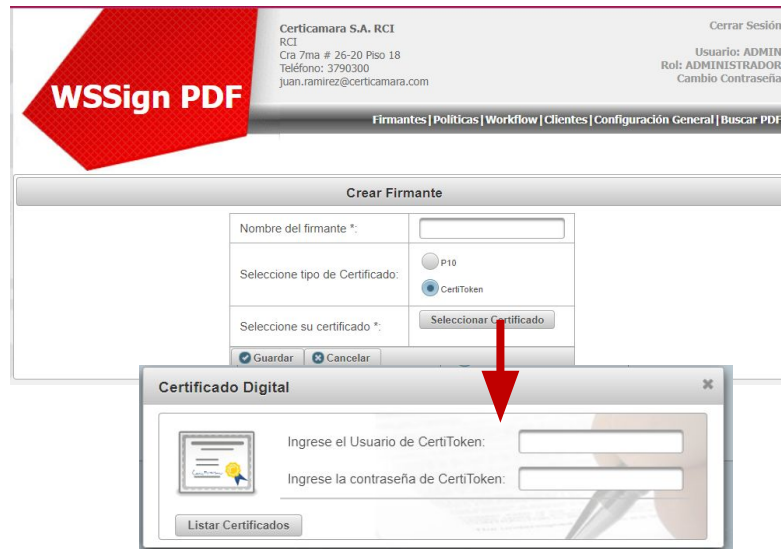 Certicamara S.A. RCI
RCI
Cra 7ma # 26-20 Piso 18
Teléfono: 3790300
juan.ramirez@certicamara.com
Cerrar Sesión
Usuario: ADMIN
Rol: ADMINISTRADOR
Cambio Contraseña
WSSign PDF
Firmantes | Políticas | Workflow | Clientes | Configuración General | Buscar PDF
Crear Firmante
Nombre del firmante *:
Seleccione tipo de Certificado:
P10
CertiToken
Seleccione su certificado *:
Seleccionar Certificado
Guardar Cancelar
Certificado Digital
Ingrese el Usuario de CertiToken:
Ingrese la contraseña de CertiToken:
Listar Certificados